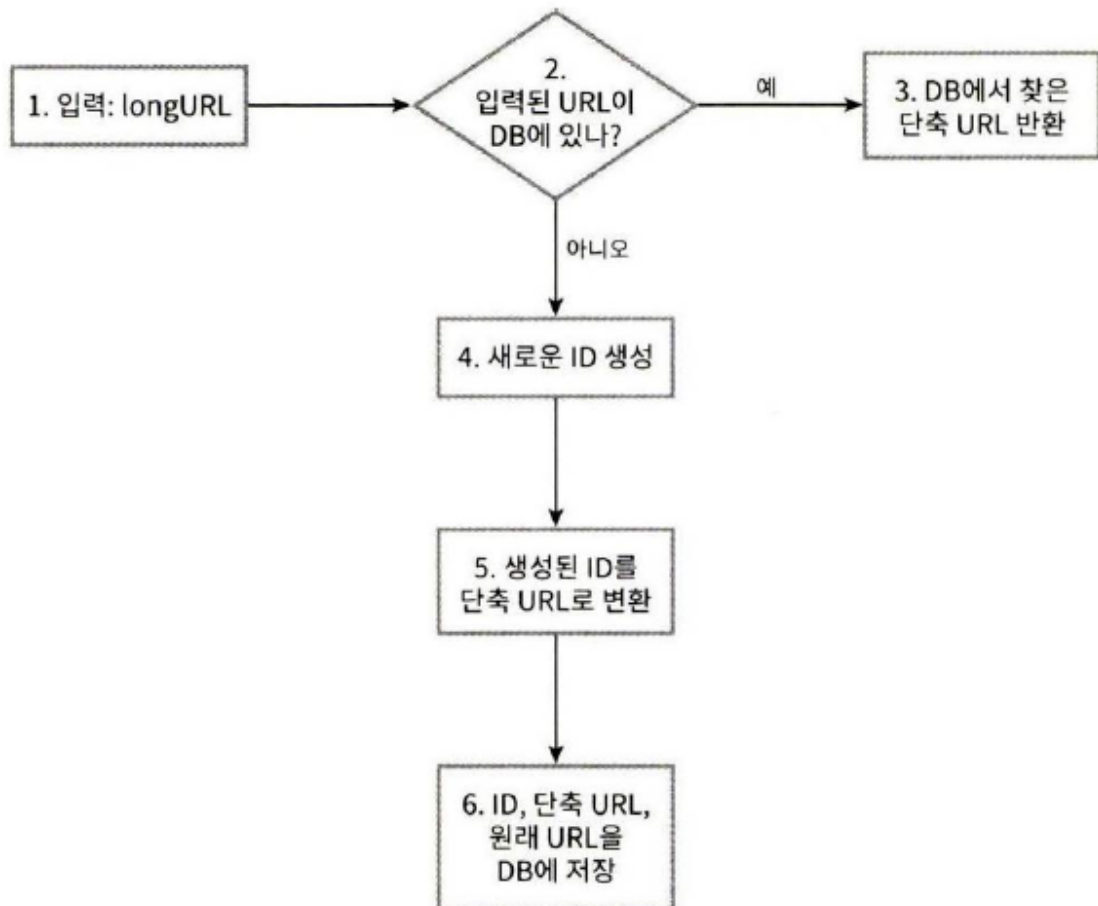 1. 입력: longURL
2.
입력된 URL이
DB에 있나?
예
3. DB에서 찾은
단축 URL 반환
아니오
4. 새로운 ID 생성
5. 생성된 ID를
단축 URL로 변환
6. ID, 단축 URL,
원래 URL을
DB에 저장